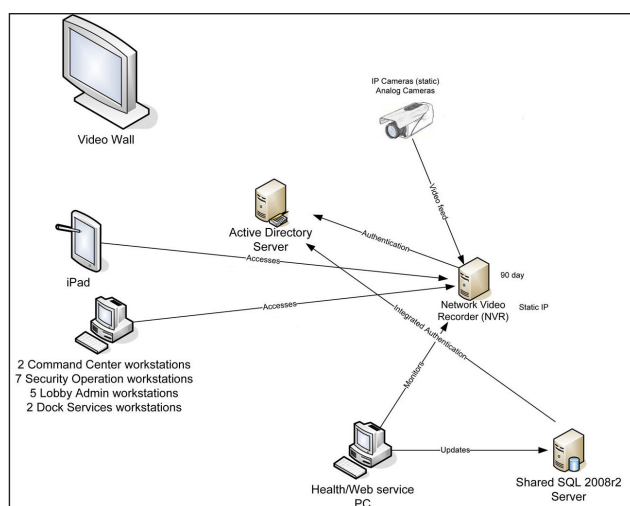 IP Cameras (static)
Analog Cameras
Video Wall
Video feed
Active Directory
Server
Authentication
iPad
Accesses
90 day
Network Video
Recorder (NVR)
Static IP
Accesses
Integrated Authentication
2 Command Center workstations
7 Security Operation workstations
5 Lobby Admin workstations
2 Dock Services workstations
Monitors
Updates
Health/Web service
PC
Shared SQL 2008r2
Server